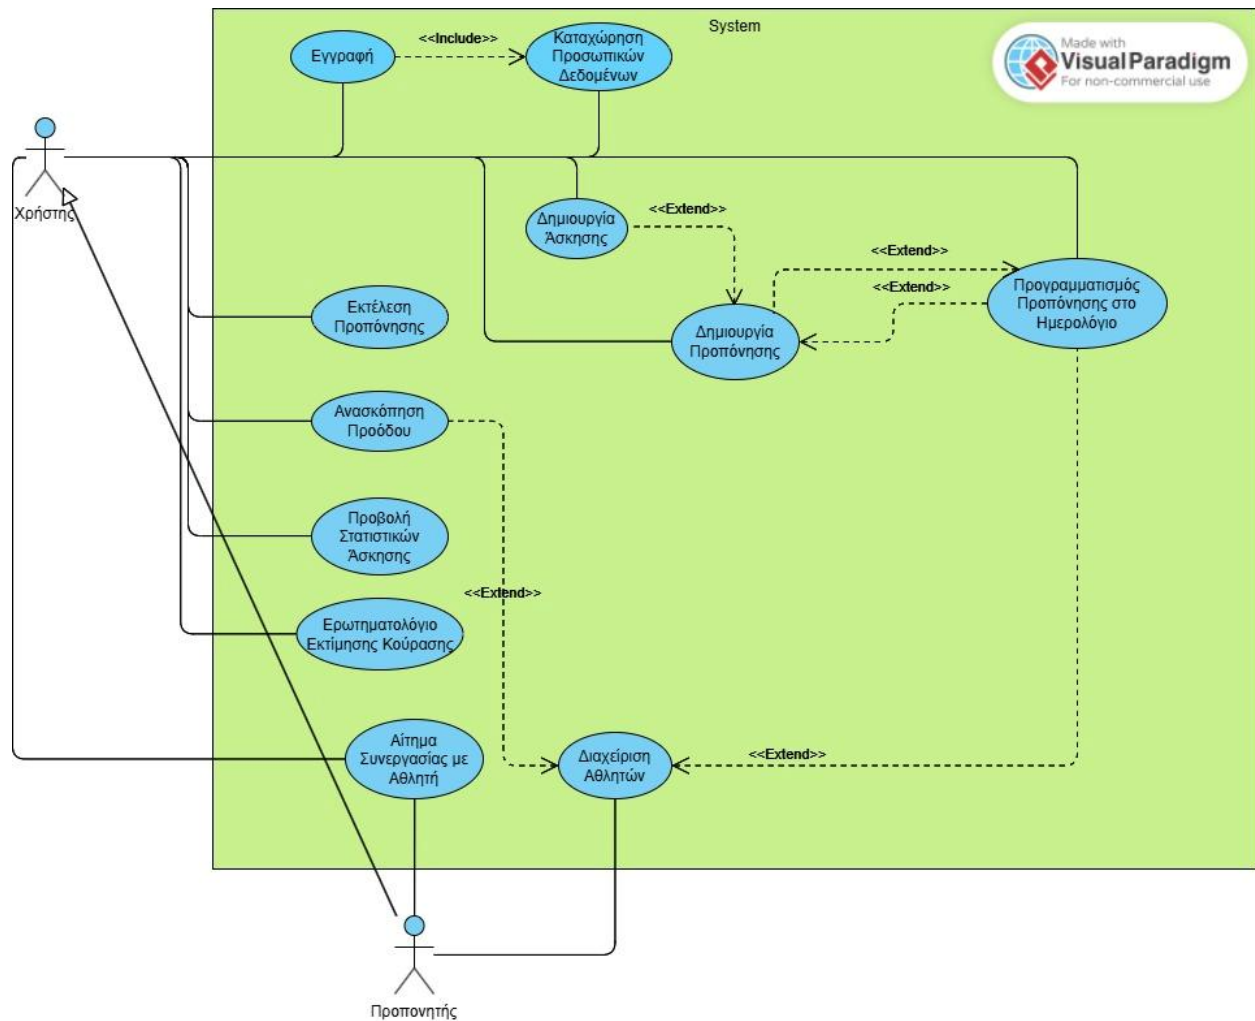 System
<<Include>>
Εγγραφή
Καταχώρηση
Προσωπικών
Δεδομένων
Made with
Visual Paradigm
For non-commercial use
Χρήστης
Δημιουργία
Άσκησης
<<Extend>>
<<Extend>>
<<Extend>>
Προγραμματισμός
Προπόνησης στο
Ημερολόγιο
Εκτέλεση
Προπόνησης
Δημιουργία
Προπόνησης
Ανασκόπηση
Προόδου
Προβολή
Στατιστικών
Άσκησης
<<Extend>>
Ερωτηματολόγιο
Εκτίμησης Κούρασης
Αίτημα
Συνεργασίας με
Αθλητή
Διαχείριση
Αθλητών
<<Extend>>
Προπονητής